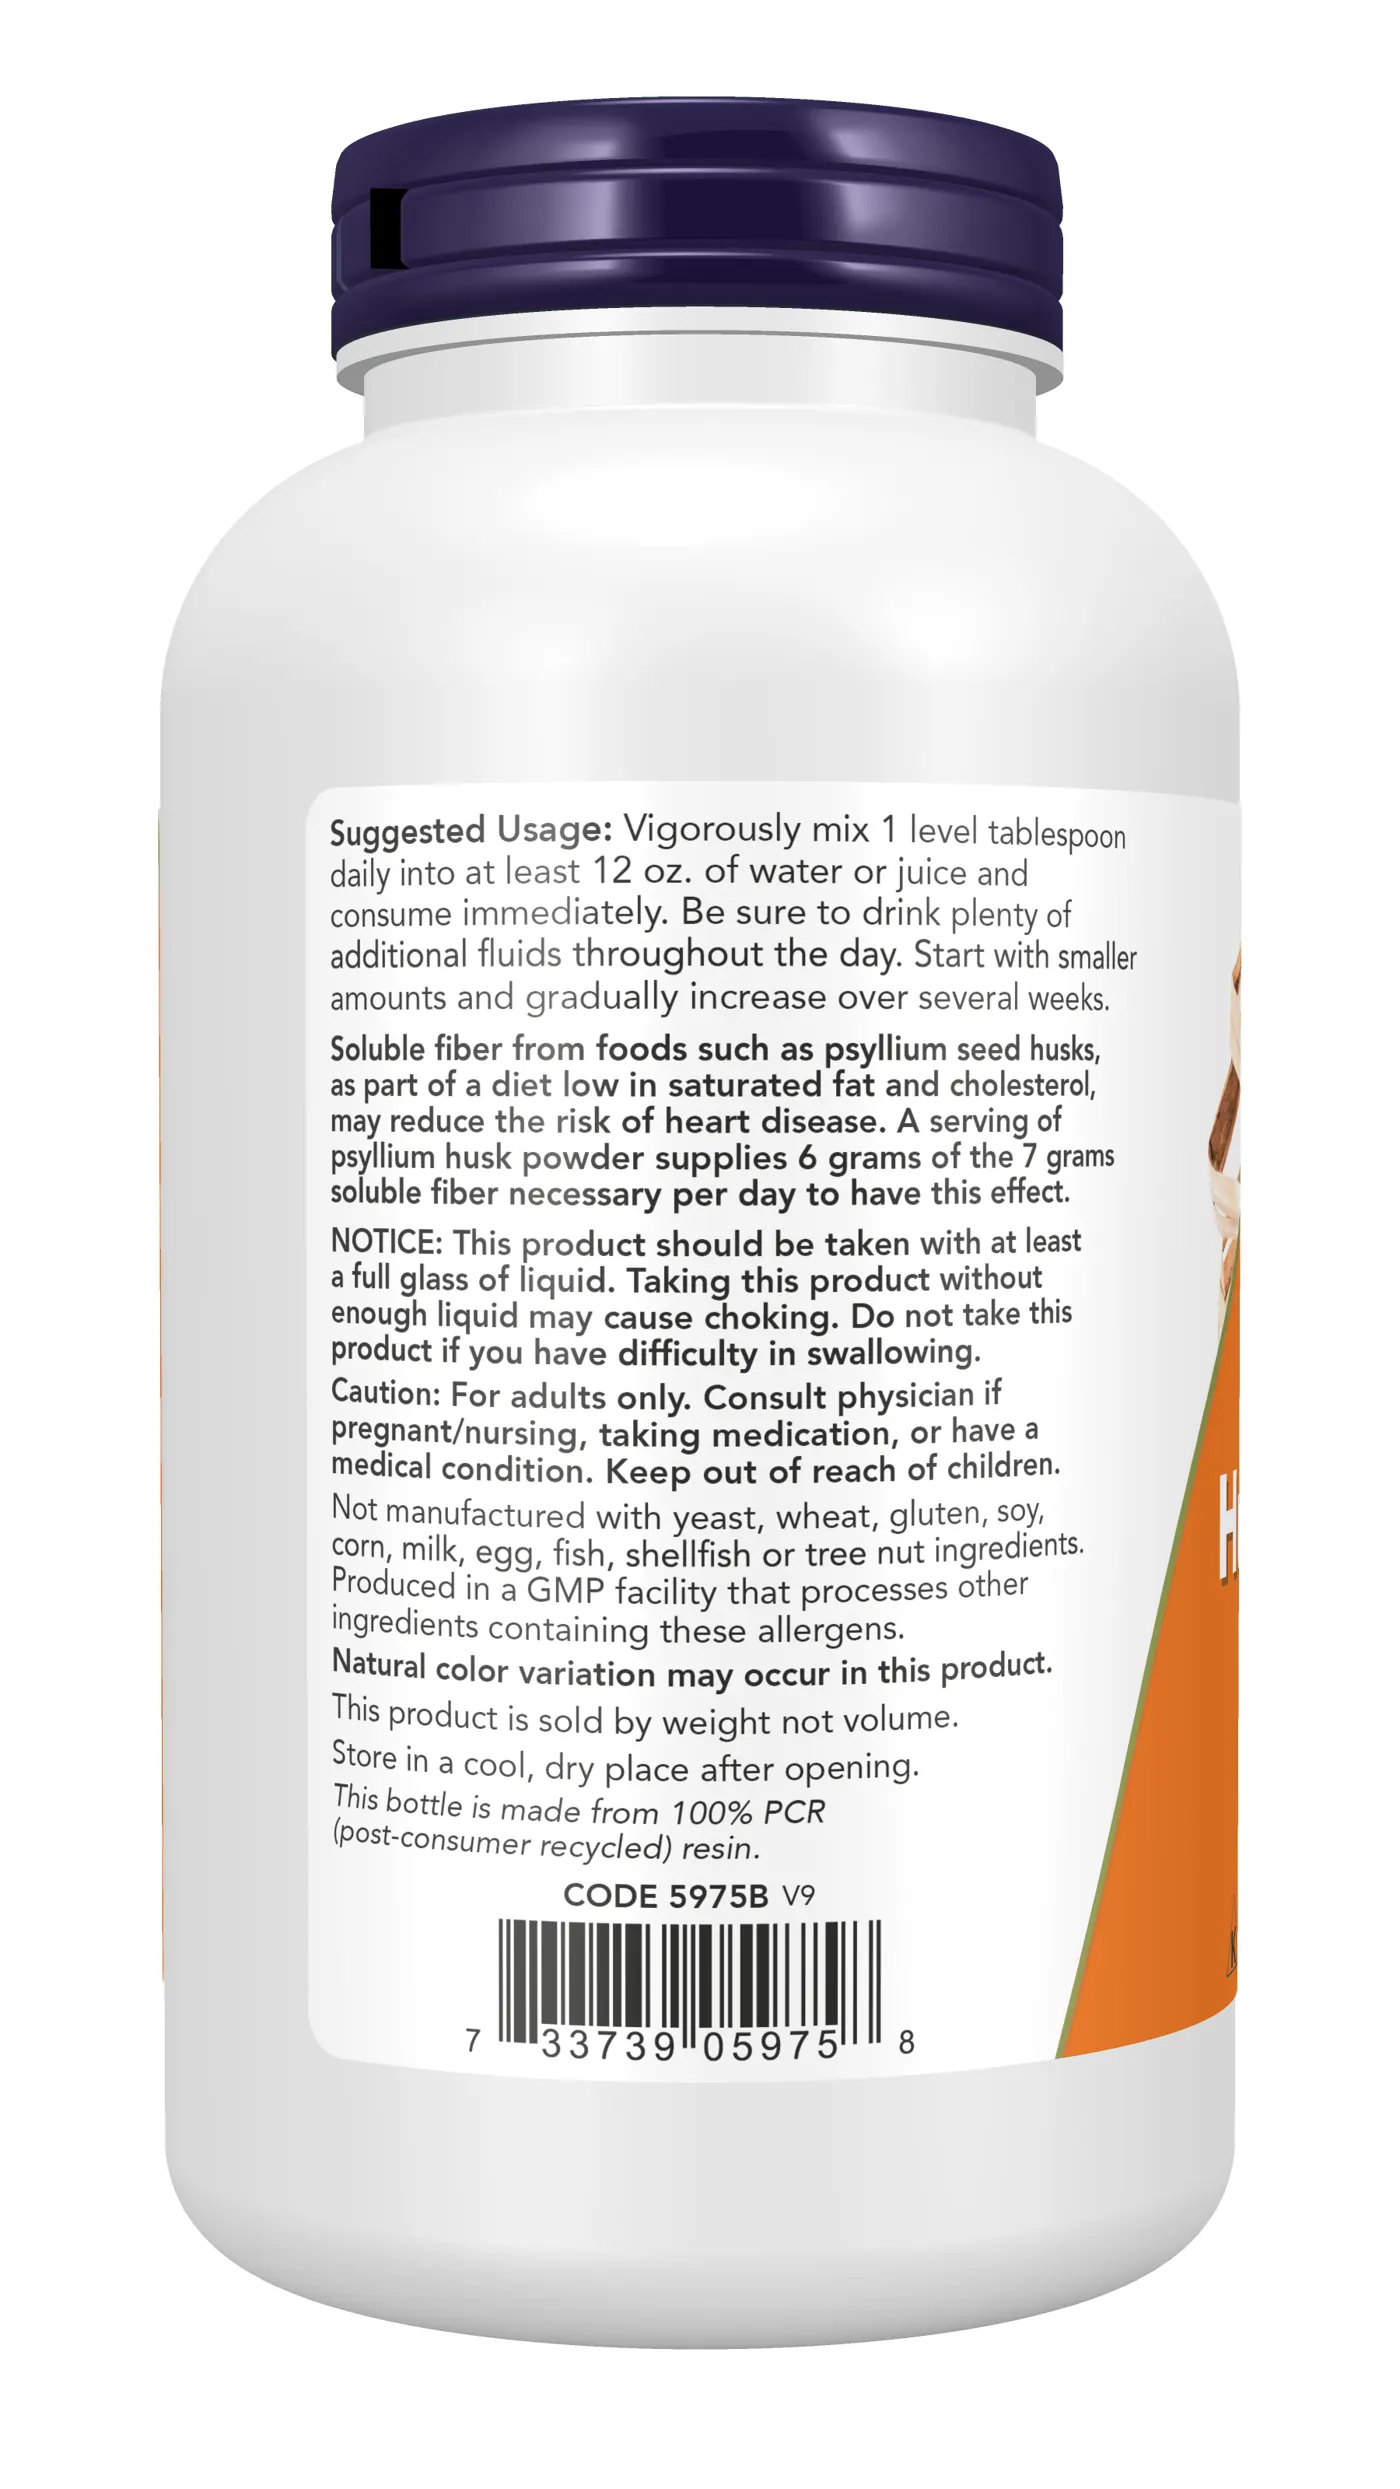 Suggested Usage: Vigorously mix 1 level tablespoon
daily into at least 12 oz. of water or juice and
consume immediately. Be sure to drink plenty of
additional fluids throughout the day. Start with smaller
amounts and gradually increase over several weeks.
Soluble fiber from foods such as psyllium seed husks,
as part of a diet low in saturated fat and cholesterol,
may reduce the risk of heart disease. A serving of
psyllium husk powder supplies 6 grams of the 7 grams
soluble fiber necessary per day to have this effect.
NOTICE: This product should be taken with at least
a full glass of liquid. Taking this product without
enough liquid may cause choking. Do not take this
product if you have difficulty in swallowing.
Caution: For adults only. Consult physician if
pregnant/nursing, taking medication, or have a
medical condition. Keep out of reach of children.
Not manufactured with yeast, wheat, gluten, soy,
corn, milk, egg, fish, shellfish or tree nut ingredients.
Produced in a GMP facility that processes other
ingredients containing these allergens.
Natural color variation may occur in this product.
This product is sold by weight not volume.
Store in a cool, dry place after opening.
This bottle is made from 100% PCR
(post-consumer recycled) resin.
CODE 5975B V9
7 33739 05975 8